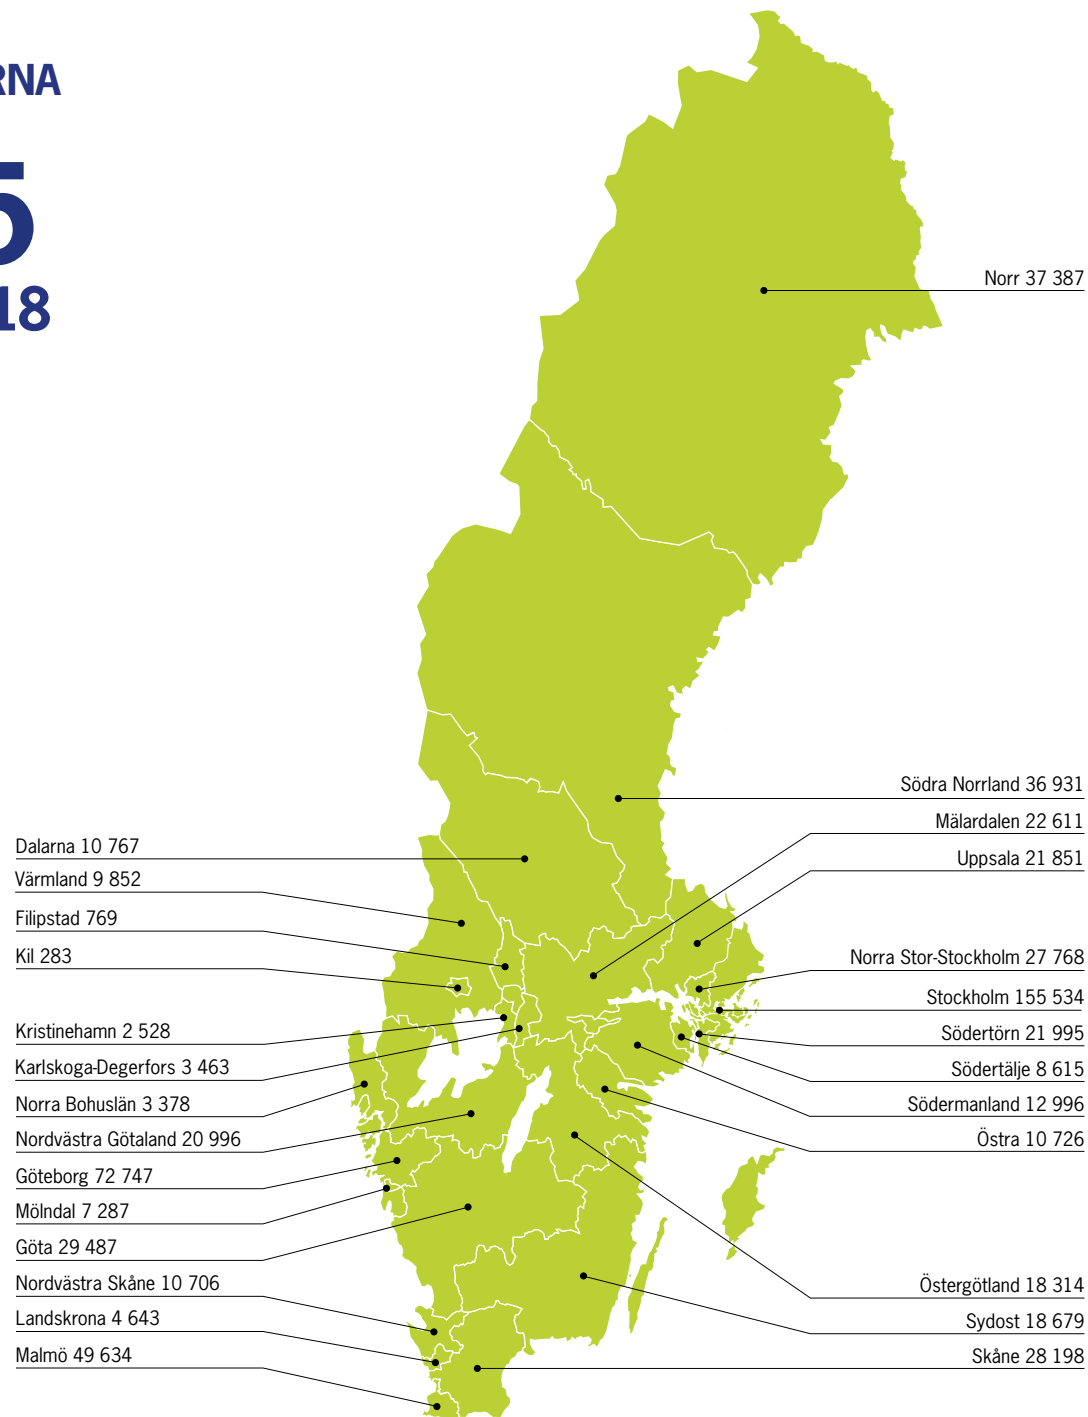 RNA
5
18
Norr 37 387
Södra Norrland 36 931
Mälardalen 22 611
Uppsala 21 851
Norra Stor-Stockholm 27 768
Stockholm 155 534
Södertörn 21 995
Södertälje 8 615
Södermanland 12 996
Östra 10 726
Östergötland 18 314
Sydost 18 679
Skåne 28 198
Dalarna 10 767
Värmland 9 852
Filipstad 769
Kil 283
Kristinehamn 2 528
Karlskoga-Degerfors 3 463
Norra Bohuslän 3 378
Nordvästra Götaland 20 996
Göteborg 72 747
Mölndal 7 287
Göta 29 487
Nordvästra Skåne 10 706
Landskrona 4 643
Malmö 49 634